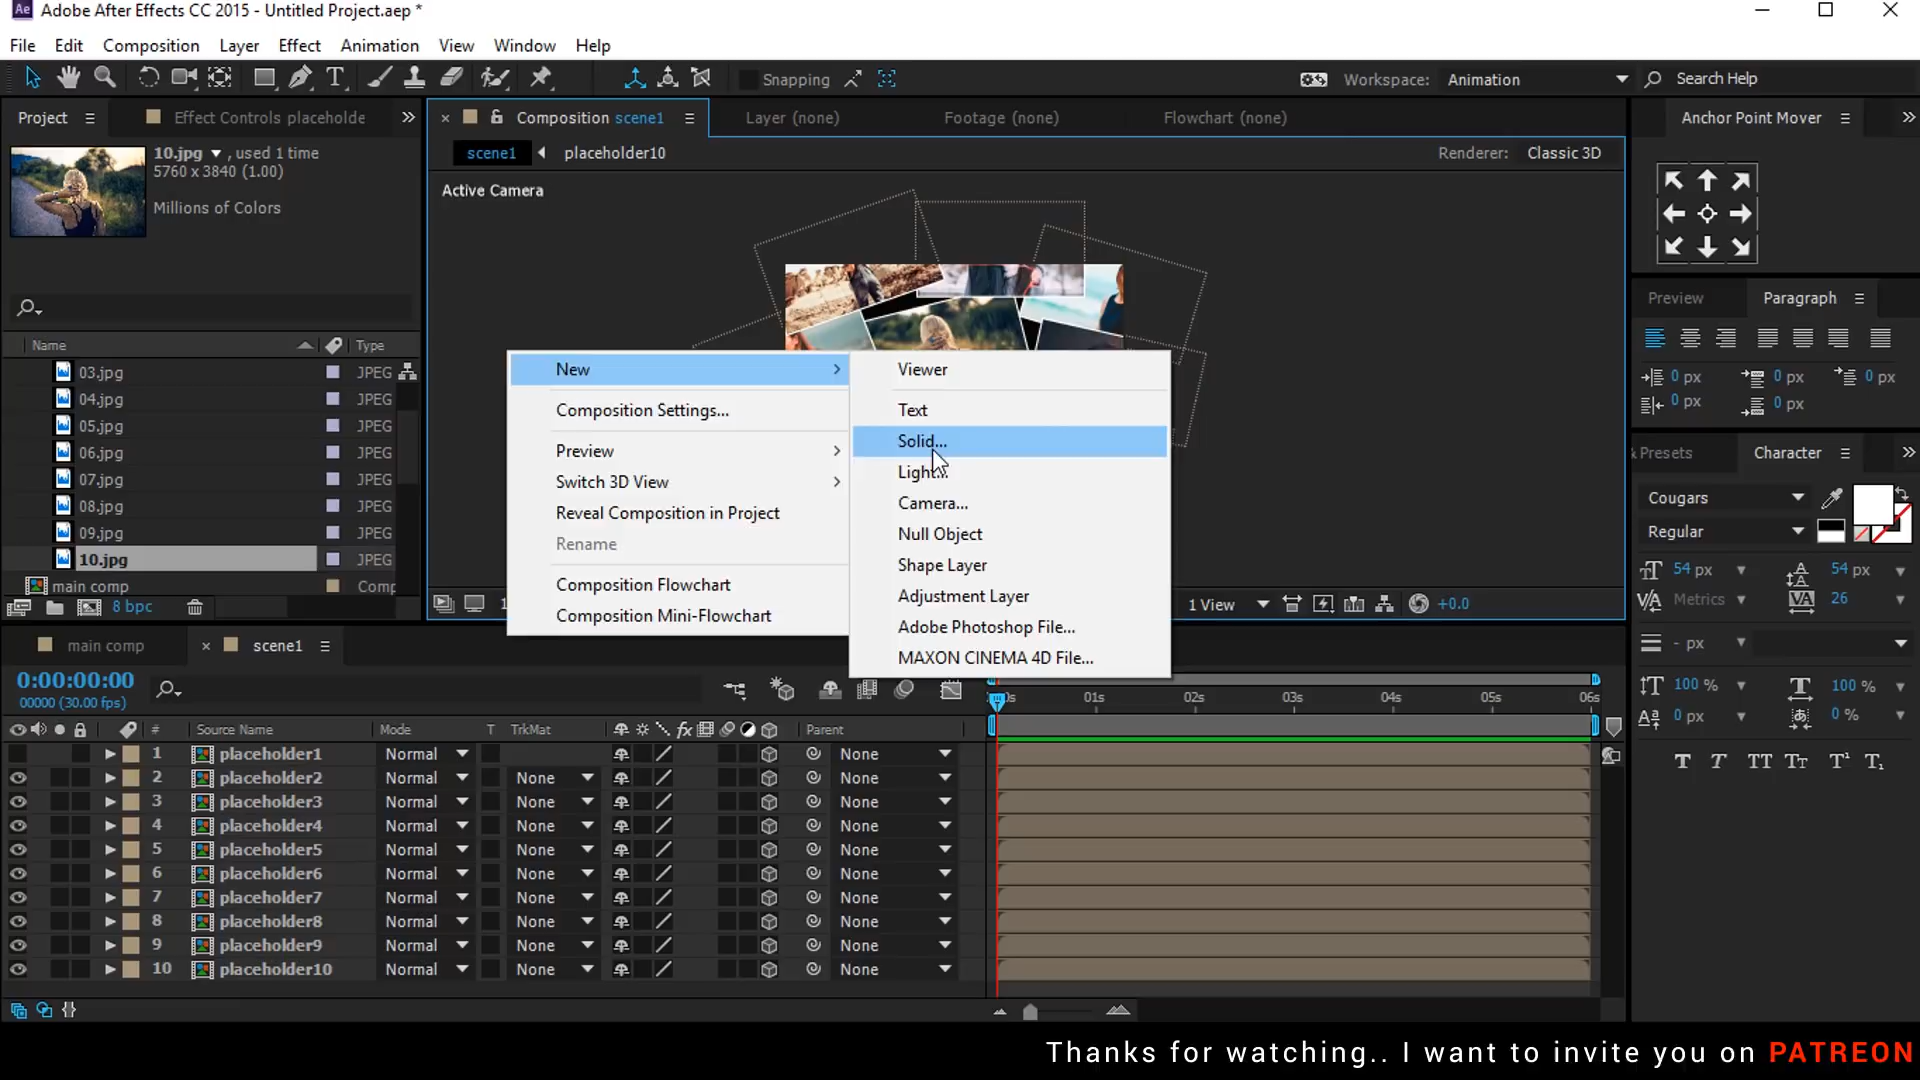 Ae Adobe After Effects CC 2015 - Untitled Project.aep *
File Edit Composition Layer Effect Animation View Window Help
Snapping
Workspace: Animation
Search Help
Project
Effect Controls placeholde
Composition scene1
Layer (none)
Footage (none)
Flowchart (none)
Anchor Point Mover
10.jpg , used 1 time
5760 x 3840 (1.00)
Millions of Colors
scene1 placeholder10
Renderer: Classic 3D
Active Camera
Name Type
03.jpg JPEG
04.jpg JPEG
05.jpg JPEG
06.jpg JPEG
07.jpg JPEG
08.jpg JPEG
09.jpg JPEG
10.jpg JPEG
main comp Comp
8 bpc
New
Composition Settings...
Preview
Switch 3D View
Reveal Composition in Project
Rename
Composition Flowchart
Composition Mini-Flowchart
Viewer
Text
Solid...
Light...
Camera...
Null Object
Shape Layer
Adjustment Layer
Adobe Photoshop File...
MAXON CINEMA 4D File...
1 View
+0.0
Preview Paragraph
0 px 0 px 0 px
0 px 0 px
& Presets Character
Cougars
Regular
54 px 54 px
Metrics 26
- px
100 % 100 %
0 px 0 %
T T TT Tt T¹ T₁
main comp scene1
0:00:00:00
00000 (30.00 fps)
0s 01s 02s 03s 04s 05s 06s
# Source Name Mode T TrkMat Parent
1 placeholder1 Normal None
2 placeholder2 Normal None None
3 placeholder3 Normal None None
4 placeholder4 Normal None None
5 placeholder5 Normal None None
6 placeholder6 Normal None None
7 placeholder7 Normal None None
8 placeholder8 Normal None None
9 placeholder9 Normal None None
10 placeholder10 Normal None None
Thanks for watching.. I want to invite you on PATREON